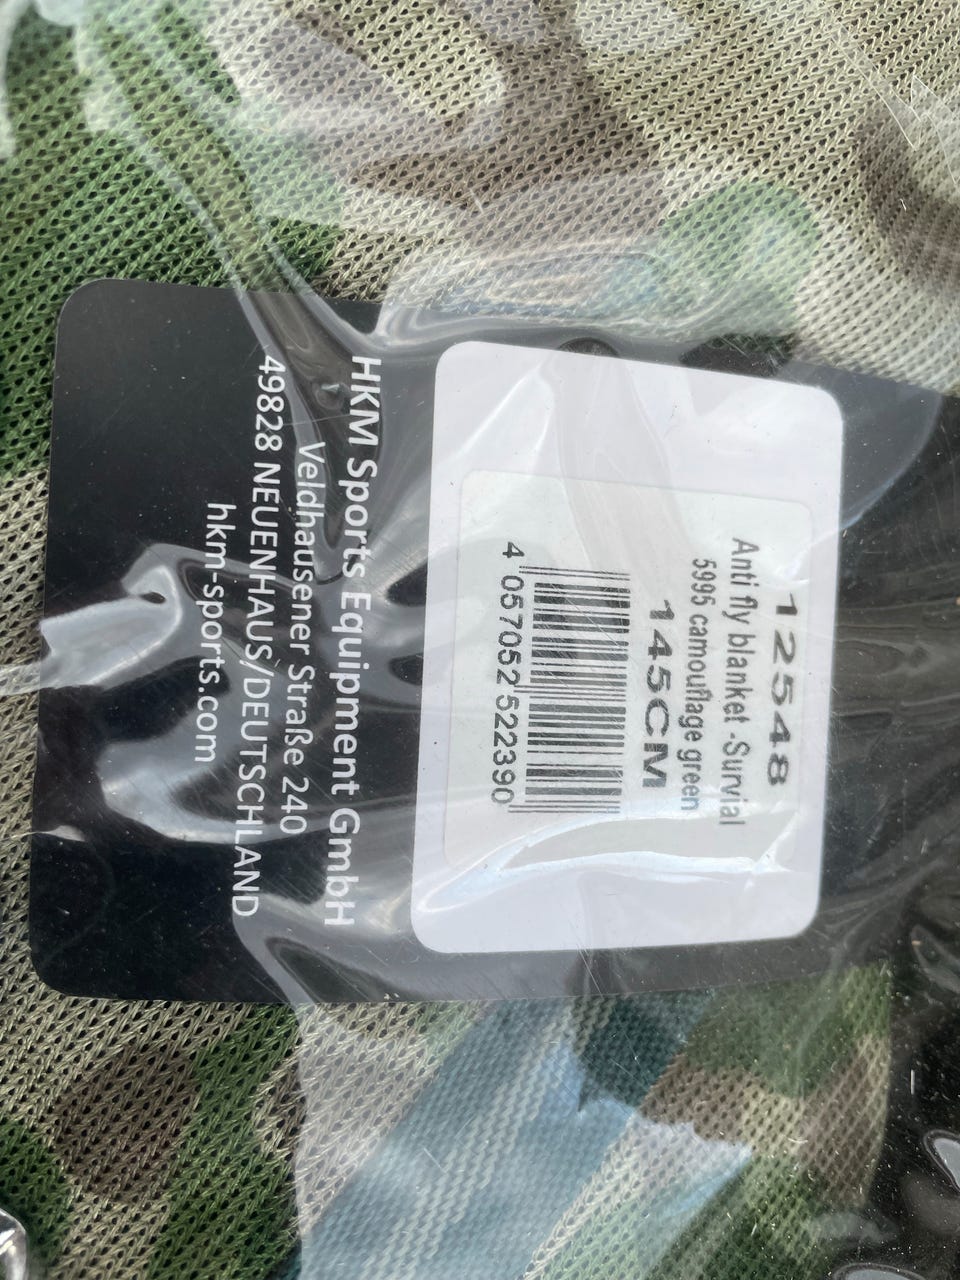 12548
Anti fly blanket -Survial
5995 camouflage green
145CM
4 057052 522390
HKM Sports Equipment GmbH
Veldhausener Straße 240
49828 NEUENHAUS/DEUTSCHLAND
hkm-sports.com